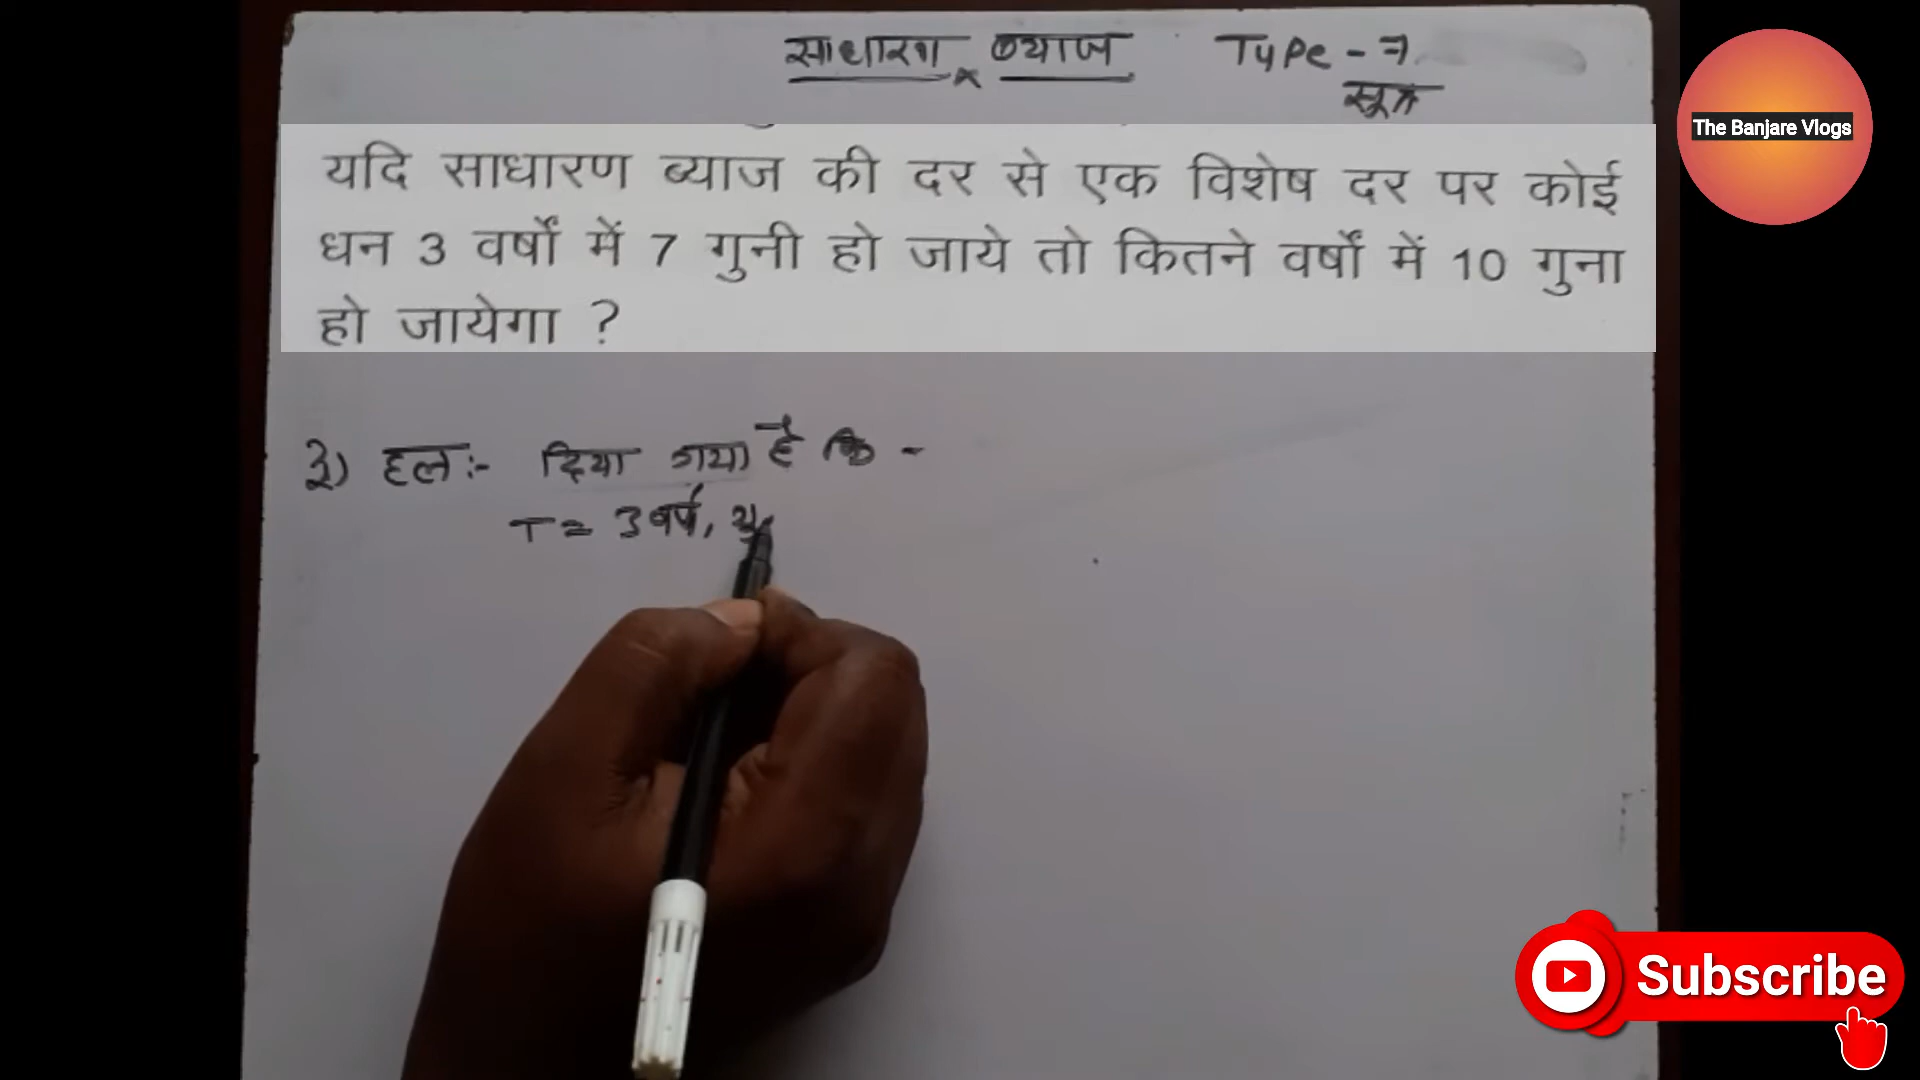 साधारण ब्याज Type - 7
सूत्र
The Banjare Vlogs
यदि साधारण ब्याज की दर से एक विशेष दर पर कोई
धन 3 वर्षों में 7 गुनी हो जाये तो कितने वर्षों में 10 गुना
हो जायेगा ?
3) हल:- दिया गया है कि -
T = 3 वर्ष,
Subscribe